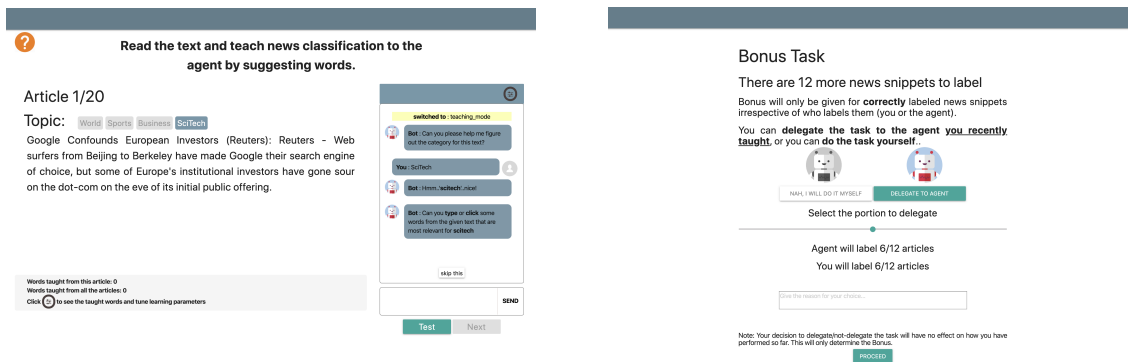 ?
Read the text and teach news classification to the
agent by suggesting words.
Article 1/20
Topic: World Sports Business SciTech
Google Confounds European Investors (Reuters): Reuters - Web
surfers from Beijing to Berkeley have made Google their search engine
of choice, but some of Europe's institutional investors have gone sour
on the dot-com on the eve of its initial public offering.
Words taught from this article: 0
Words taught from all the articles: 0
Click to see the taught words and tune learning parameters
switched to : teaching_mode
Bot : Can you please help me figure
out the category for this text?
You : SciTech
Bot : Hmm..'scitech'.nice!
Bot : Can you type or click some
words from the given text that are
most relevant for scitech
skip this
SEND
Test Next
Bonus Task
There are 12 more news snippets to label
Bonus will only be given for correctly labeled news snippets
irrespective of who labels them (you or the agent).
You can delegate the task to the agent you recently
taught, or you can do the task yourself..
NAH, I WILL DO IT MYSELF DELEGATE TO AGENT
Select the portion to delegate
Agent will label 6/12 articles
You will label 6/12 articles
Give the reason for your choice...
Note: Your decision to delegate/not-delegate the task will have no effect on how you have
performed so far. This will only determine the Bonus.
PROCEED